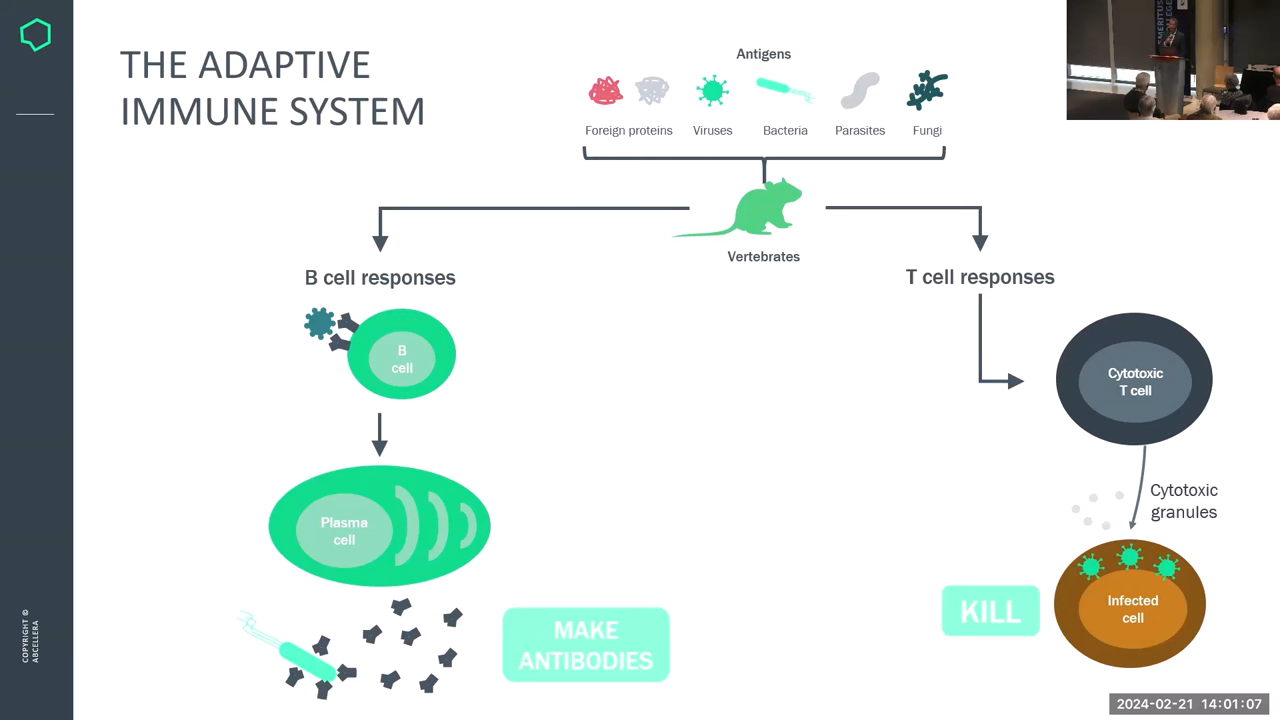 THE ADAPTIVE
IMMUNE SYSTEM
Antigens
Foreign proteins
Viruses
Bacteria
Parasites
Fungi
Vertebrates
B cell responses
T cell responses
B
cell
Cytotoxic
T cell
Plasma
cell
Cytotoxic
granules
MAKE
ANTIBODIES
KILL
Infected
cell
COPYRIGHT ©
ABCELLERA
2024-02-21 14:01:07